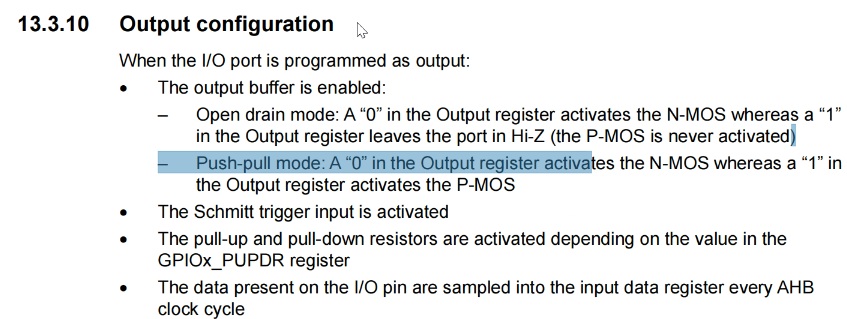 13.3.10 Output configuration
When the I/O port is programmed as output:
• The output buffer is enabled:
– Open drain mode: A “0” in the Output register activates the N-MOS whereas a “1”
in the Output register leaves the port in Hi-Z (the P-MOS is never activated)
– Push-pull mode: A “0” in the Output register activates the N-MOS whereas a “1” in
the Output register activates the P-MOS
• The Schmitt trigger input is activated
• The pull-up and pull-down resistors are activated depending on the value in the
GPIOx_PUPDR register
• The data present on the I/O pin are sampled into the input data register every AHB
clock cycle